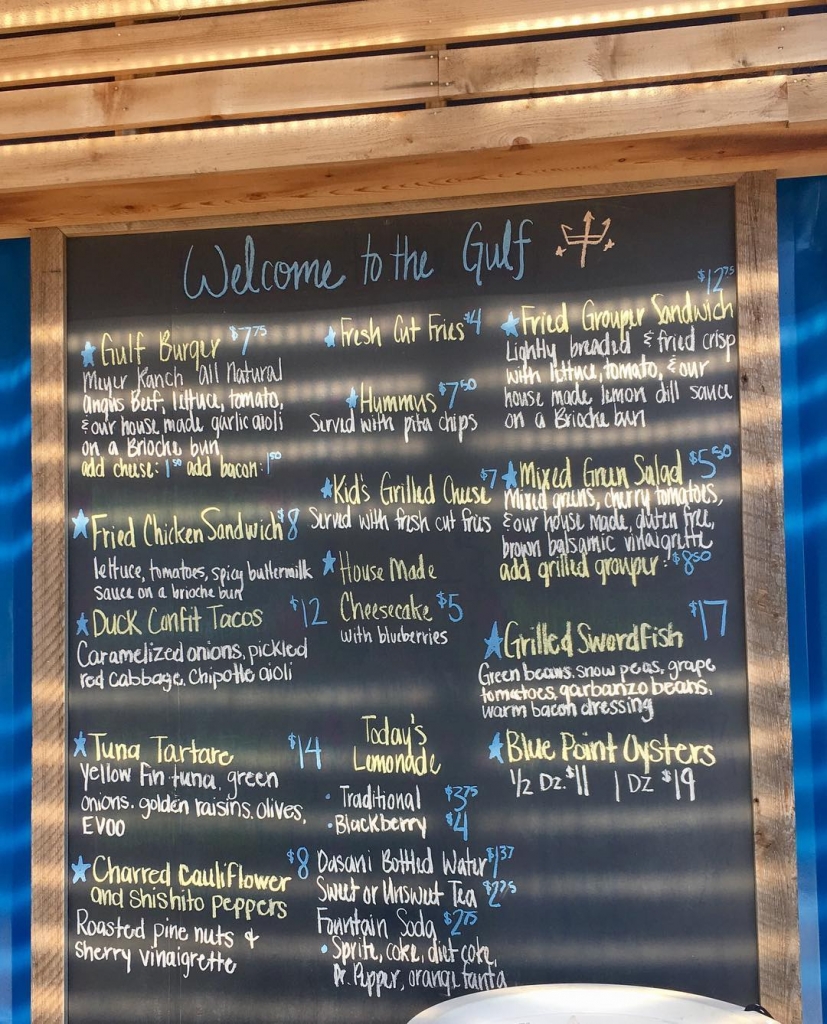 Welcome to the Gulf
Gulf Burger $7.75
Meyer Ranch all Natural
angus Beef, lettuce, tomato,
& our house made garlic aioli
on a Brioche bun
add cheese: 1.50 add bacon: 1.50
Fried Chicken Sandwich $8
lettuce, tomatoes, spicy buttermilk
sauce on a brioche bun
Duck Confit Tacos $12
Caramelized onions, pickled
red cabbage, Chipotle aioli
Tuna Tartare $14
Yellow Fin tuna, green
onions, golden raisins, olives,
EVOO
Charred Cauliflower $8
and Shishito peppers
Roasted pine nuts &
sherry vinaigrette
Fresh Cut Fries $4
Hummus $7.50
Served with pita chips
Kid's Grilled Cheese $7
Served with fresh cut fries
House Made
Cheesecake $5
with blueberries
Today's
Lemonade
• Traditional $3.75
• Blackberry $4
Dasani Bottled Water $1.37
Sweet or Unsweet Tea $2.25
Fountain Soda $2.75
• Sprite, coke, diet coke,
Dr. Pepper, orange fanta
$12.75
Fried Grouper Sandwich
Lightly breaded & fried crisp
with lettuce, tomato, & our
house made lemon dill sauce
on a Brioche bun
Mixed Green Salad $5.50
Mixed greens, cherry tomatoes,
& our house made, gluten free,
brown balsamic vinaigrette
add grilled grouper: $8.50
Grilled Swordfish $17
Green beans, snow peas, grape
tomatoes, garbanzo beans,
warm bacon dressing
Blue Point Oysters
1/2 Dz. $11 1 DZ $19